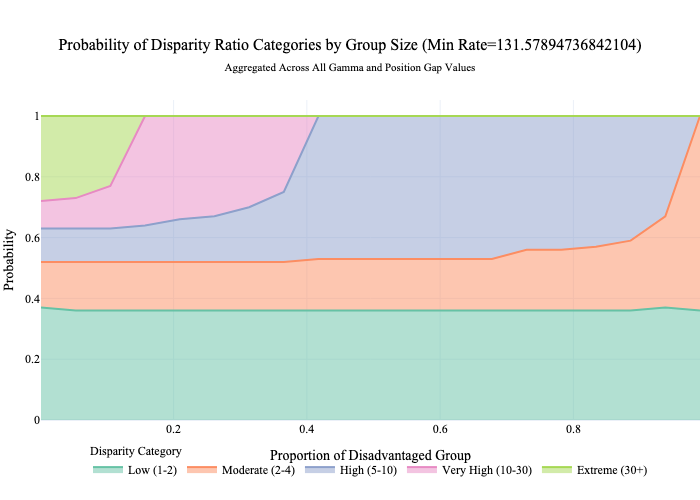 Probability of Disparity Ratio Categories by Group Size (Min Rate=131.57894736842104)
Aggregated Across All Gamma and Position Gap Values
1
0.8
0.6
0.4
0.2
0
Probability
0.2 0.4 0.6 0.8
Proportion of Disadvantaged Group
Disparity Category
Low (1-2) Moderate (2-4) High (5-10) Very High (10-30) Extreme (30+)